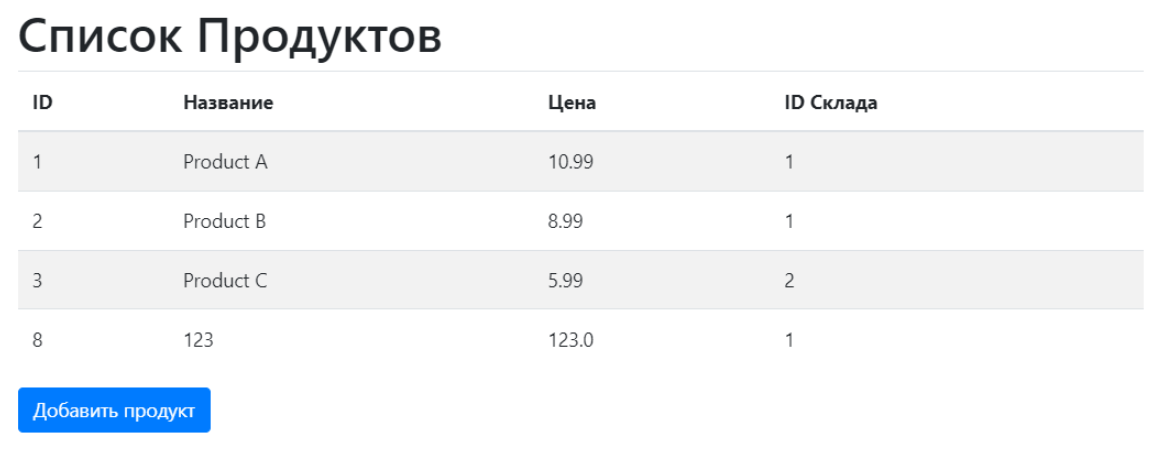 Список Продуктов
ID Название Цена ID Склада
1 Product A 10.99 1
2 Product B 8.99 1
3 Product C 5.99 2
8 123 123.0 1
Добавить продукт